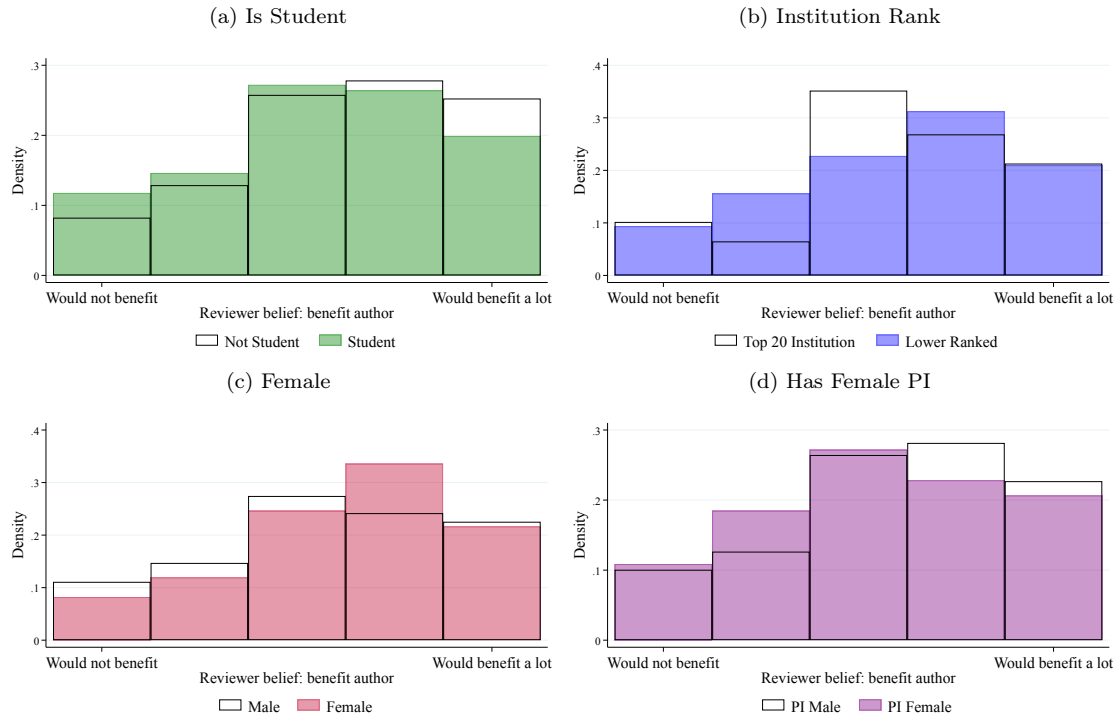 (a) Is Student
(b) Institution Rank
.3
.2
.1
0
Density
Would not benefit
Would benefit a lot
Reviewer belief: benefit author
Not Student
Student
.4
.3
.2
.1
0
Density
Would not benefit
Would benefit a lot
Reviewer belief: benefit author
Top 20 Institution
Lower Ranked
(c) Female
(d) Has Female PI
.4
.3
.2
.1
0
Density
Would not benefit
Would benefit a lot
Reviewer belief: benefit author
Male
Female
.3
.2
.1
0
Density
Would not benefit
Would benefit a lot
Reviewer belief: benefit author
PI Male
PI Female